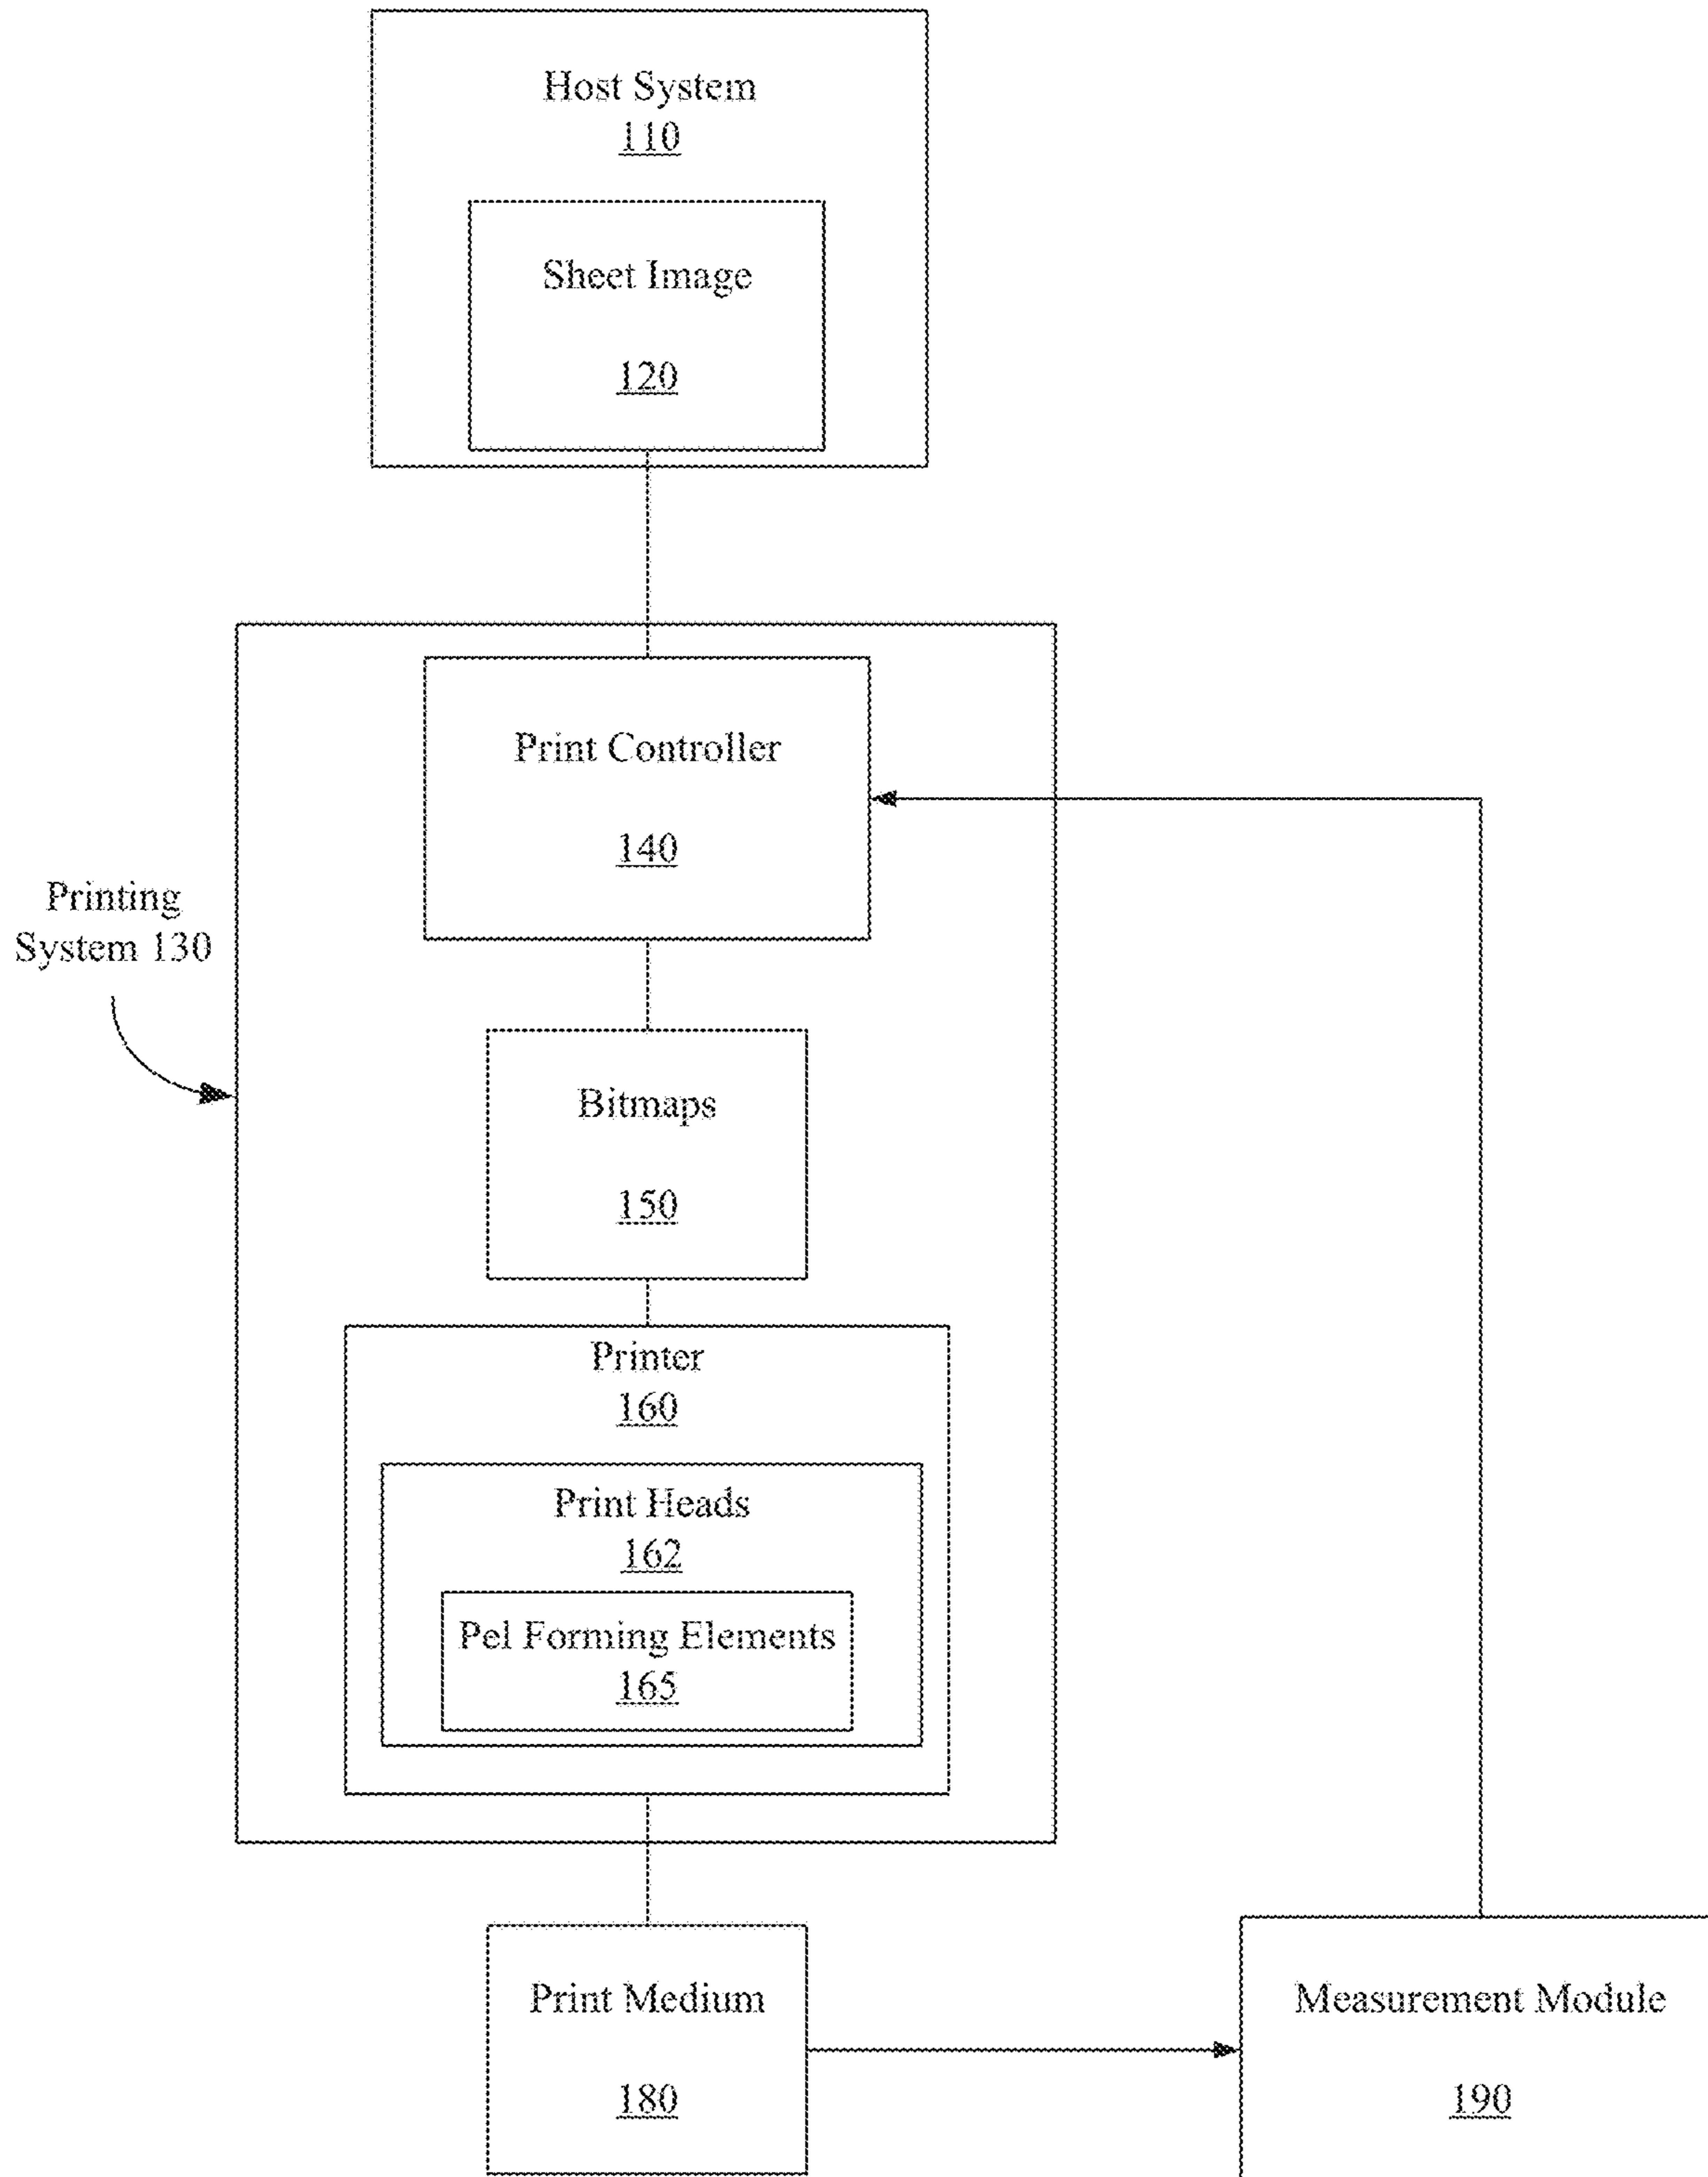 Host System
110
Sheet Image
120
Print Controller
140
Printing
System 130
Bitmaps
150
Printer
160
Print Heads
162
Pel Forming Elements
165
Print Medium
180
Measurement Module
190